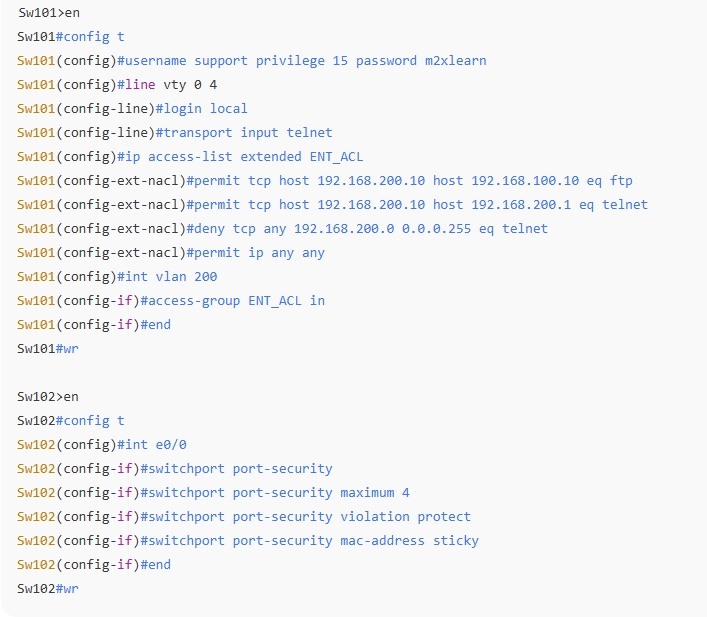 Sw101>en
Sw101#config t
Sw101(config)#username support privilege 15 password m2xlearn
Sw101(config)#line vty 0 4
Sw101(config-line)#login local
Sw101(config-line)#transport input telnet
Sw101(config)#ip access-list extended ENT_ACL
Sw101(config-ext-nacl)#permit tcp host 192.168.200.10 host 192.168.100.10 eq ftp
Sw101(config-ext-nacl)#permit tcp host 192.168.200.10 host 192.168.200.1 eq telnet
Sw101(config-ext-nacl)#deny tcp any 192.168.200.0 0.0.0.255 eq telnet
Sw101(config-ext-nacl)#permit ip any any
Sw101(config)#int vlan 200
Sw101(config-if)#access-group ENT_ACL in
Sw101(config-if)#end
Sw101#wr
Sw102>en
Sw102#config t
Sw102(config)#int e0/0
Sw102(config-if)#switchport port-security
Sw102(config-if)#switchport port-security maximum 4
Sw102(config-if)#switchport port-security violation protect
Sw102(config-if)#switchport port-security mac-address sticky
Sw102(config-if)#end
Sw102#wr